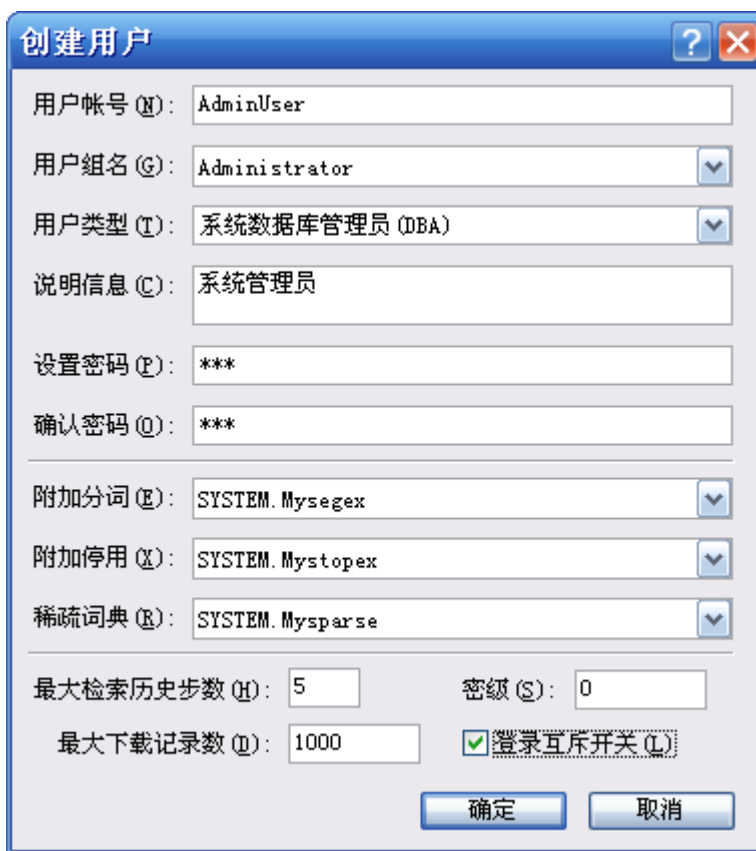 创建用户
用户帐号(N): AdminUser
用户组名(G): Administrator
用户类型(T): 系统数据库管理员(DBA)
说明信息(C): 系统管理员
设置密码(P): ***
确认密码(O): ***
附加分词(E): SYSTEM.Mysegex
附加停用(X): SYSTEM.Mystopex
稀疏词典(R): SYSTEM.Mysparse
最大检索历史步数(H): 5 密级(S): 0
最大下载记录数(D): 1000 登录互斥开关(L)
确定 取消